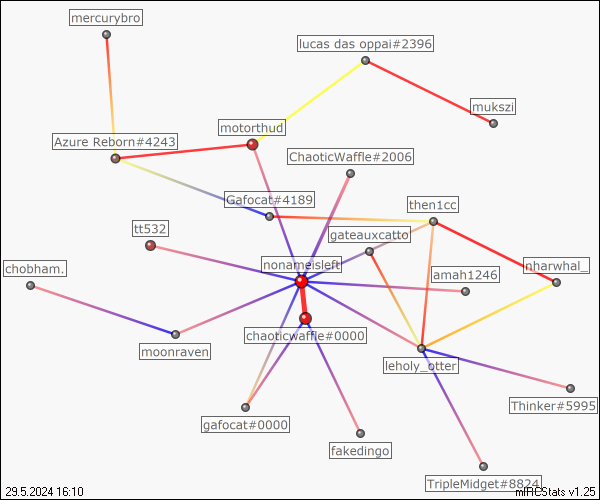 mercurybro
lucas das oppai#2396
mukszi
motorthud
Azure Reborn#4243
ChaoticWaffle#2006
Gafocat#4189
then1cc
tt532
gateauxcatto
nonameisleft
chobham.
amah1246
nharwhal_
chaoticwaffle#0000
moonraven
leholy_otter
Thinker#5995
gafocat#0000
fakedingo
TripleMidget#8824
29.5.2024 16:10
mIRCStats v1.25